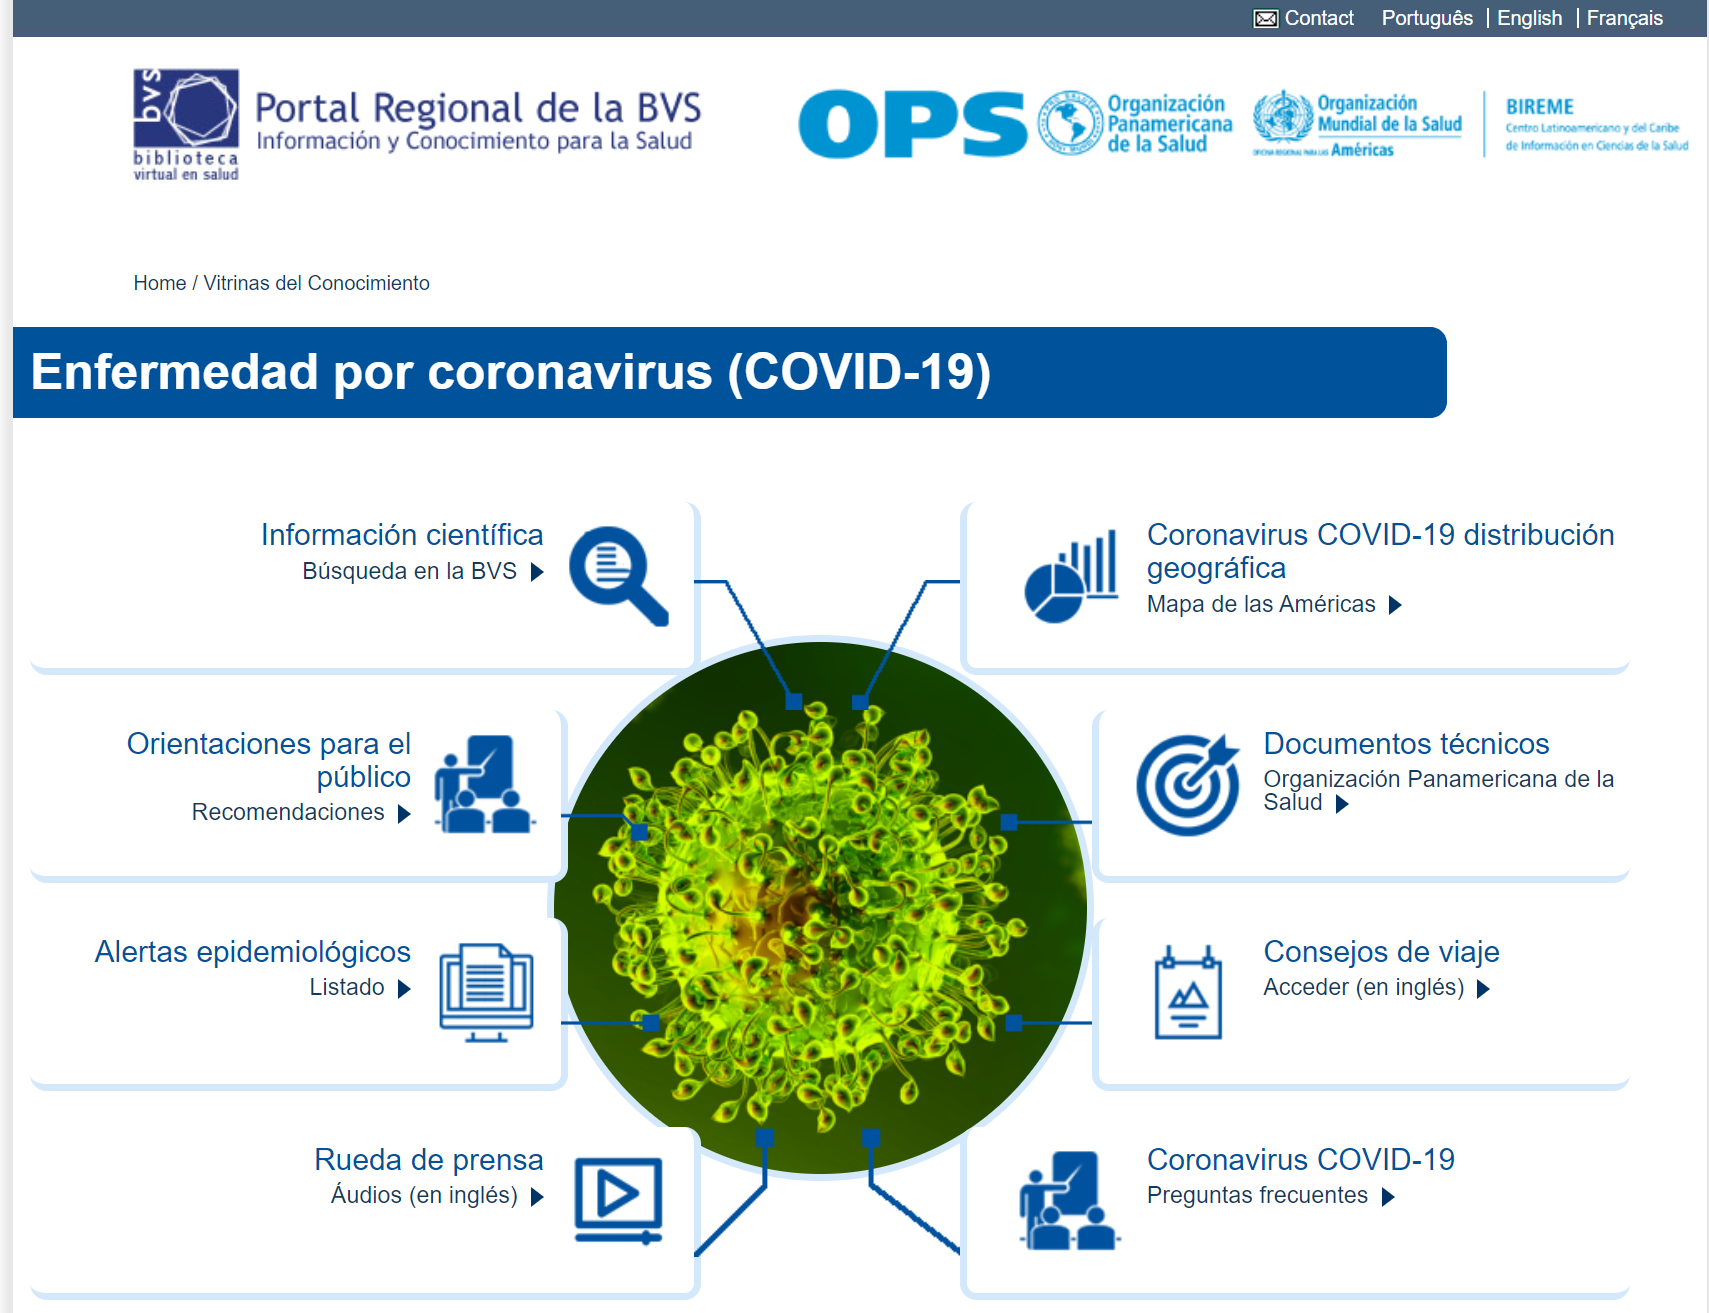 Contact Português English Français
bvs
biblioteca
virtual en salud
Portal Regional de la BVS
Información y Conocimiento para la Salud
OPS
Organización
Panamericana
de la Salud
Organización
Mundial de la Salud
OFICINA REGIONAL PARA LAS Américas
BIREME
Centro Latinoamericano y del Caribe
de Información en Ciencias de la Salud
Home / Vitrinas del Conocimiento
Enfermedad por coronavirus (COVID-19)
Información científica
Búsqueda en la BVS
Coronavirus COVID-19 distribución
geográfica
Mapa de las Américas
Orientaciones para el
público
Recomendaciones
Documentos técnicos
Organización Panamericana de la
Salud
Alertas epidemiológicos
Listado
Consejos de viaje
Acceder (en inglés)
Rueda de prensa
Áudios (en inglés)
Coronavirus COVID-19
Preguntas frecuentes